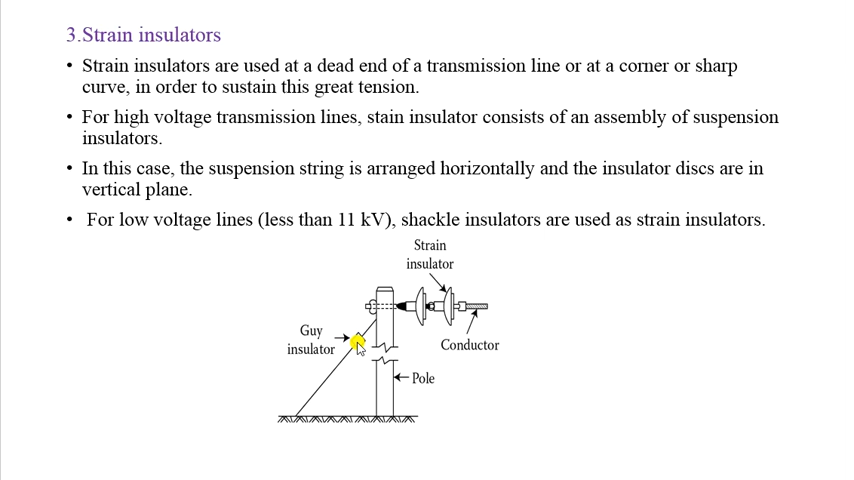 3.Strain insulators
• Strain insulators are used at a dead end of a transmission line or at a corner or sharp
curve, in order to sustain this great tension.
• For high voltage transmission lines, stain insulator consists of an assembly of suspension
insulators.
• In this case, the suspension string is arranged horizontally and the insulator discs are in
vertical plane.
• For low voltage lines (less than 11 kV), shackle insulators are used as strain insulators.
Strain
insulator
Guy
insulator
Conductor
Pole